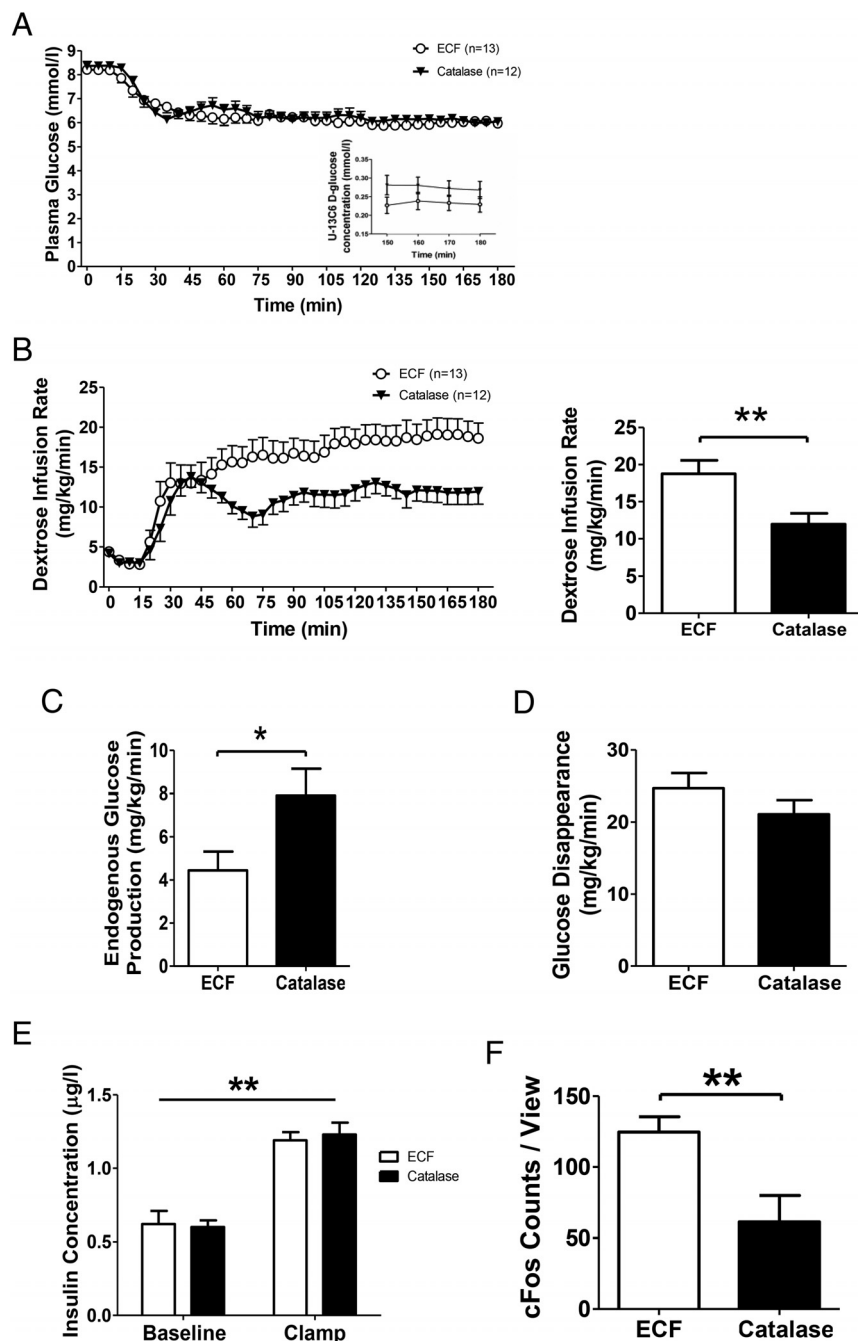 A
ECF (n=13)
Catalase (n=12)
Plasma Glucose (mmol/l)
9
8
7
6
5
4
3
2
1
0
0 15 30 45 60 75 90 105 120 135 150 165 180
Time (min)
U-13C6 D-glucose
concentration (mmol/l)
0.35
0.30
0.25
0.20
0.15
150 160 170 180
Time (min)
B
ECF (n=13)
Catalase (n=12)
Dextrose Infusion Rate
(mg/kg/min)
25
20
15
10
5
0
0 15 30 45 60 75 90 105 120 135 150 165 180
Time (min)
Dextrose Infusion Rate
(mg/kg/min)
25
20
15
10
5
0
**
ECF Catalase
C
Endogenous Glucose
Production (mg/kg/min)
10
8
6
4
2
0
*
ECF Catalase
D
Glucose Disappearance
(mg/kg/min)
30
20
10
0
ECF Catalase
E
Insulin Concentration (µg/l)
1.5
1.0
0.5
0.0
**
ECF
Catalase
Baseline Clamp
F
cFos Counts / View
150
100
50
0
**
ECF Catalase